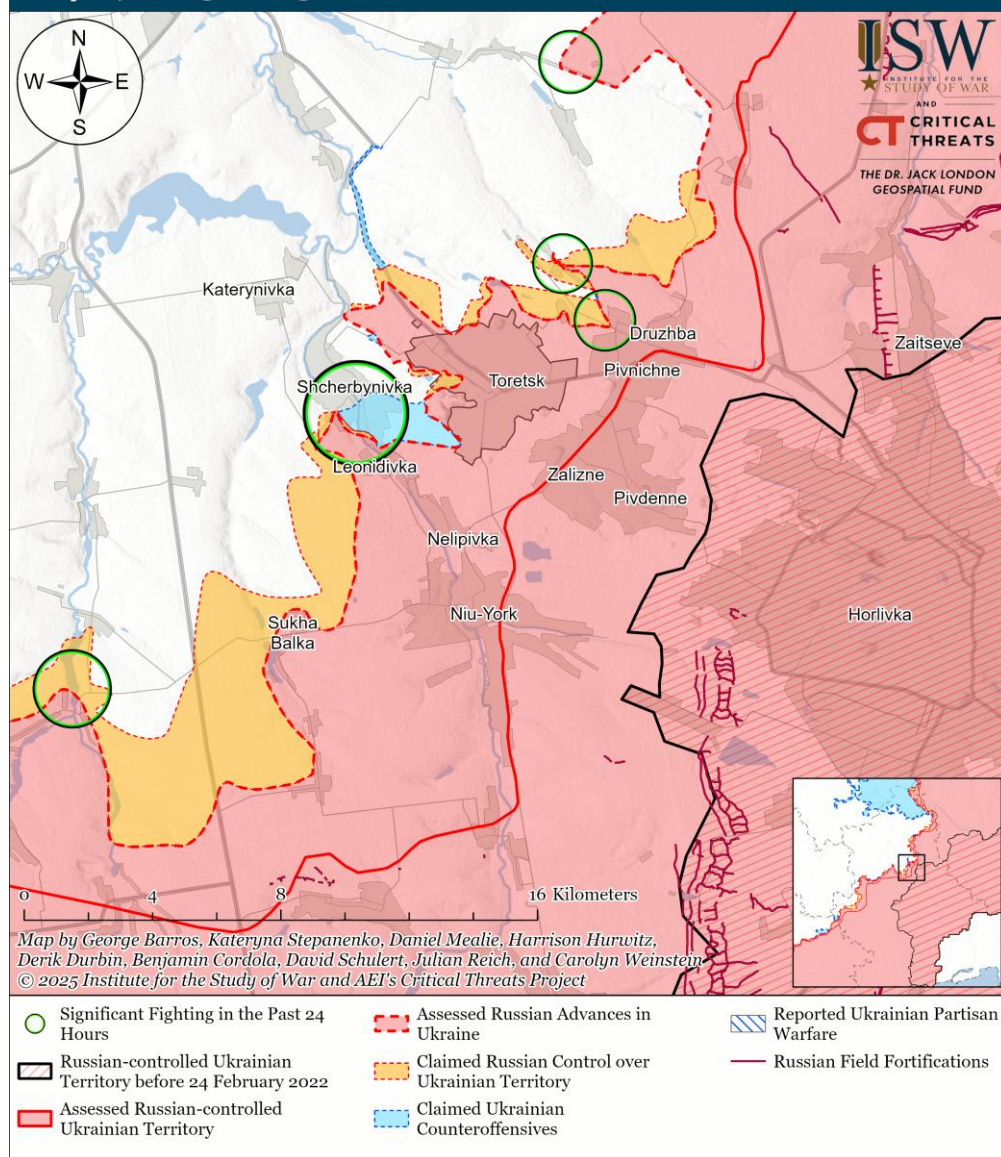 N
W
E
S
ISW
INSTITUTE FOR THE
STUDY OF WAR
AND
CT CRITICAL
THREATS
THE DR. JACK LONDON
GEOSPATIAL FUND
Katerynivka
Druzhba
Zaitseve
Pivnichne
Shcherbynivka
Toretsk
Leonidivka
Zalizne
Pivdenne
Nelipivka
Niu-York
Horlivka
Sukha
Balka
0
4
8
16 Kilometers
Map by George Barros, Kateryna Stepanenko, Daniel Mealie, Harrison Hurwitz,
Derik Durbin, Benjamin Cordola, David Schulert, Julian Reich, and Carolyn Weinstein
© 2025 Institute for the Study of War and AEI's Critical Threats Project
Significant Fighting in the Past 24
Hours
Russian-controlled Ukrainian
Territory before 24 February 2022
Assessed Russian-controlled
Ukrainian Territory
Assessed Russian Advances in
Ukraine
Claimed Russian Control over
Ukrainian Territory
Claimed Ukrainian
Counteroffensives
Reported Ukrainian Partisan
Warfare
Russian Field Fortifications